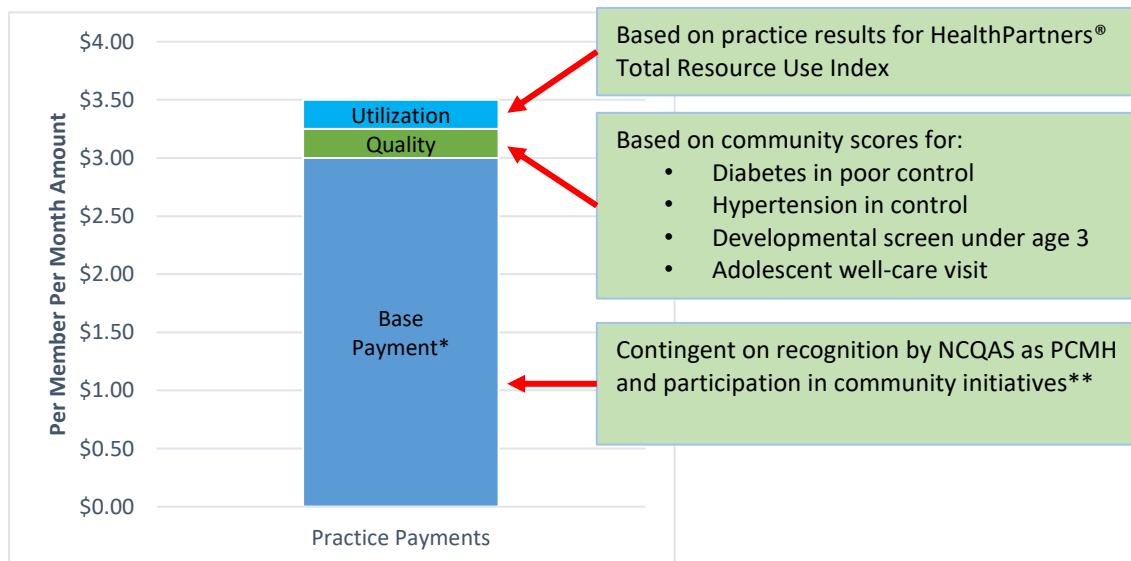 $4.00
$3.50
$3.00
$2.50
$2.00
$1.50
$1.00
$0.50
$0.00
Per Member Per Month Amount
Utilization
Quality
Base
Payment*
Practice Payments
Based on practice results for HealthPartners®
Total Resource Use Index
Based on community scores for:
• Diabetes in poor control
• Hypertension in control
• Developmental screen under age 3
• Adolescent well-care visit
Contingent on recognition by NCQAS as PCMH
and participation in community initiatives**